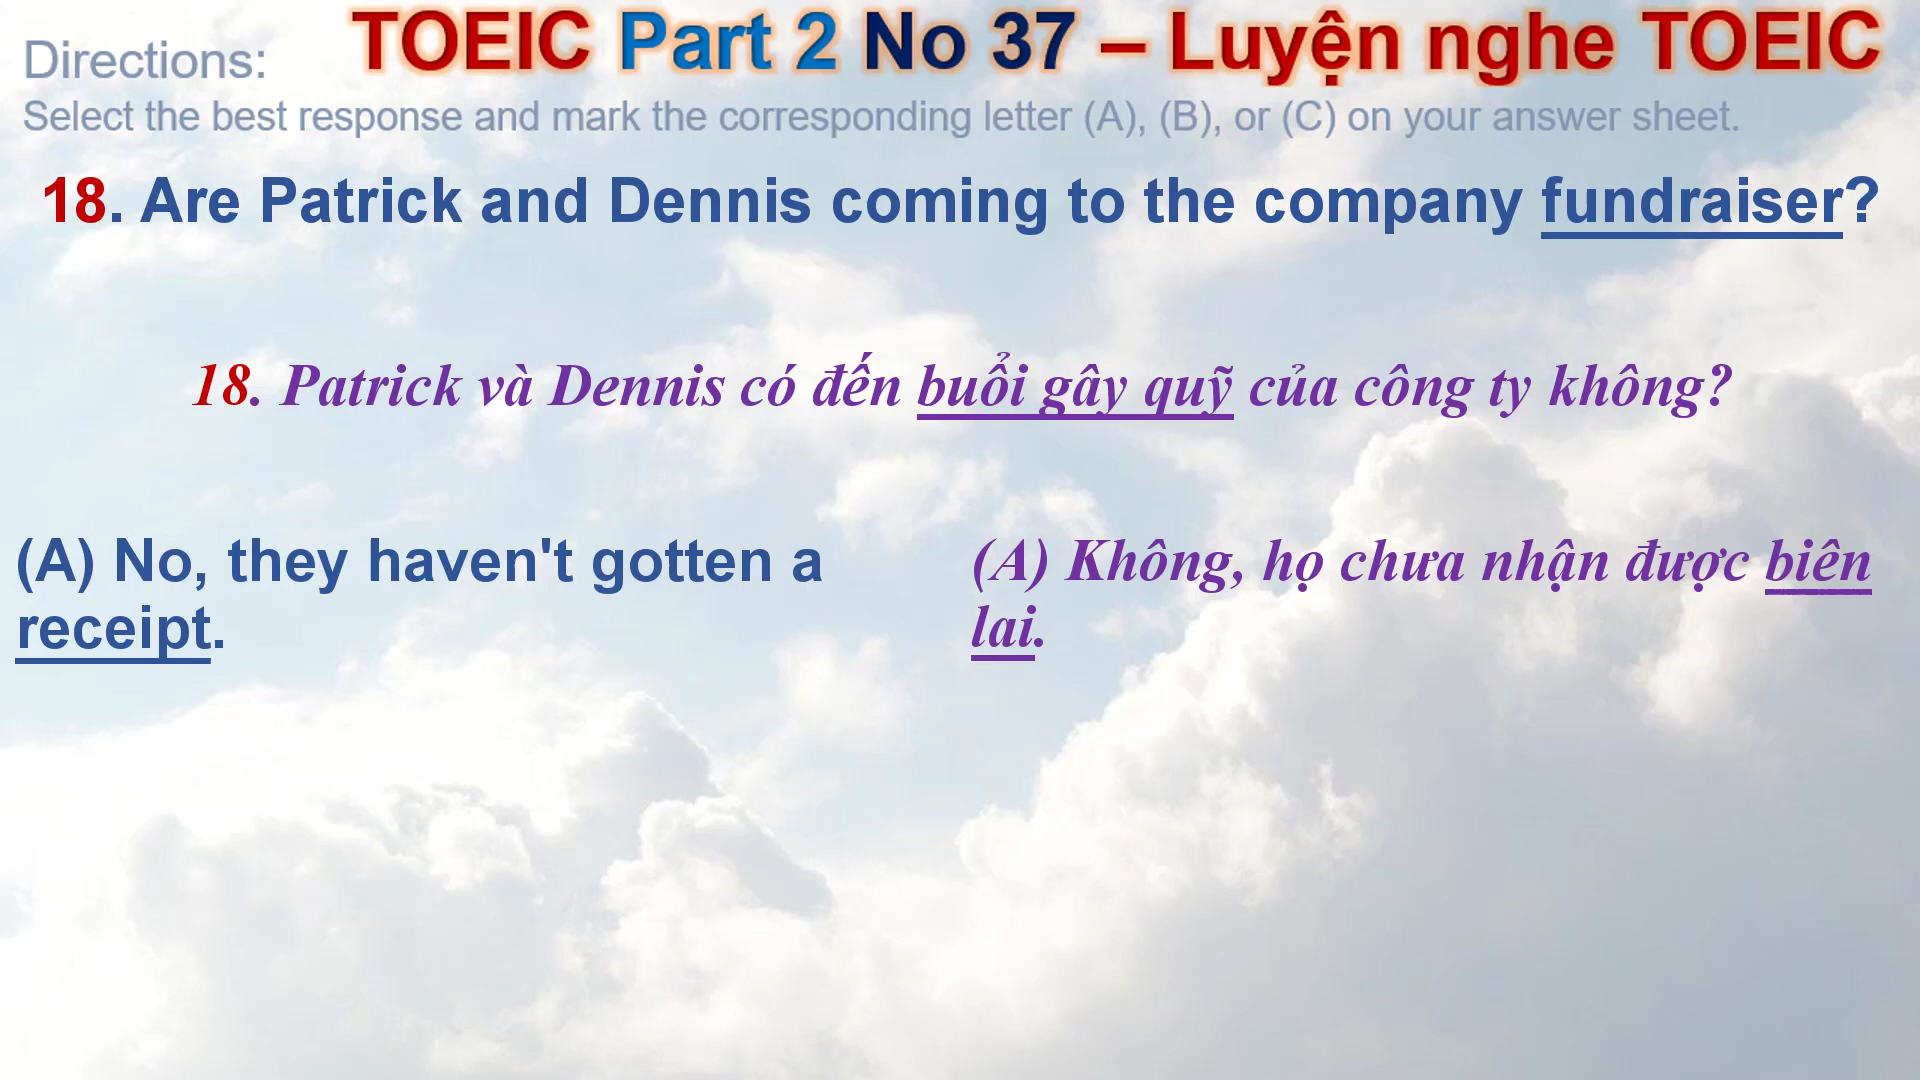 TOEIC Part 2 No 37 – Luyện nghe TOEIC
Directions:
Select the best response and mark the corresponding letter (A), (B), or (C) on your answer sheet.
18. Are Patrick and Dennis coming to the company fundraiser?
18. Patrick và Dennis có đến buổi gây quỹ của công ty không?
(A) No, they haven't gotten a
receipt.
(A) Không, họ chưa nhận được biên
lai.